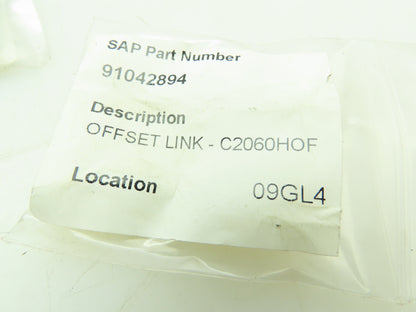 SAP Part Number
91042894
Description
OFFSET LINK - C2060HOF
Location 09GL4